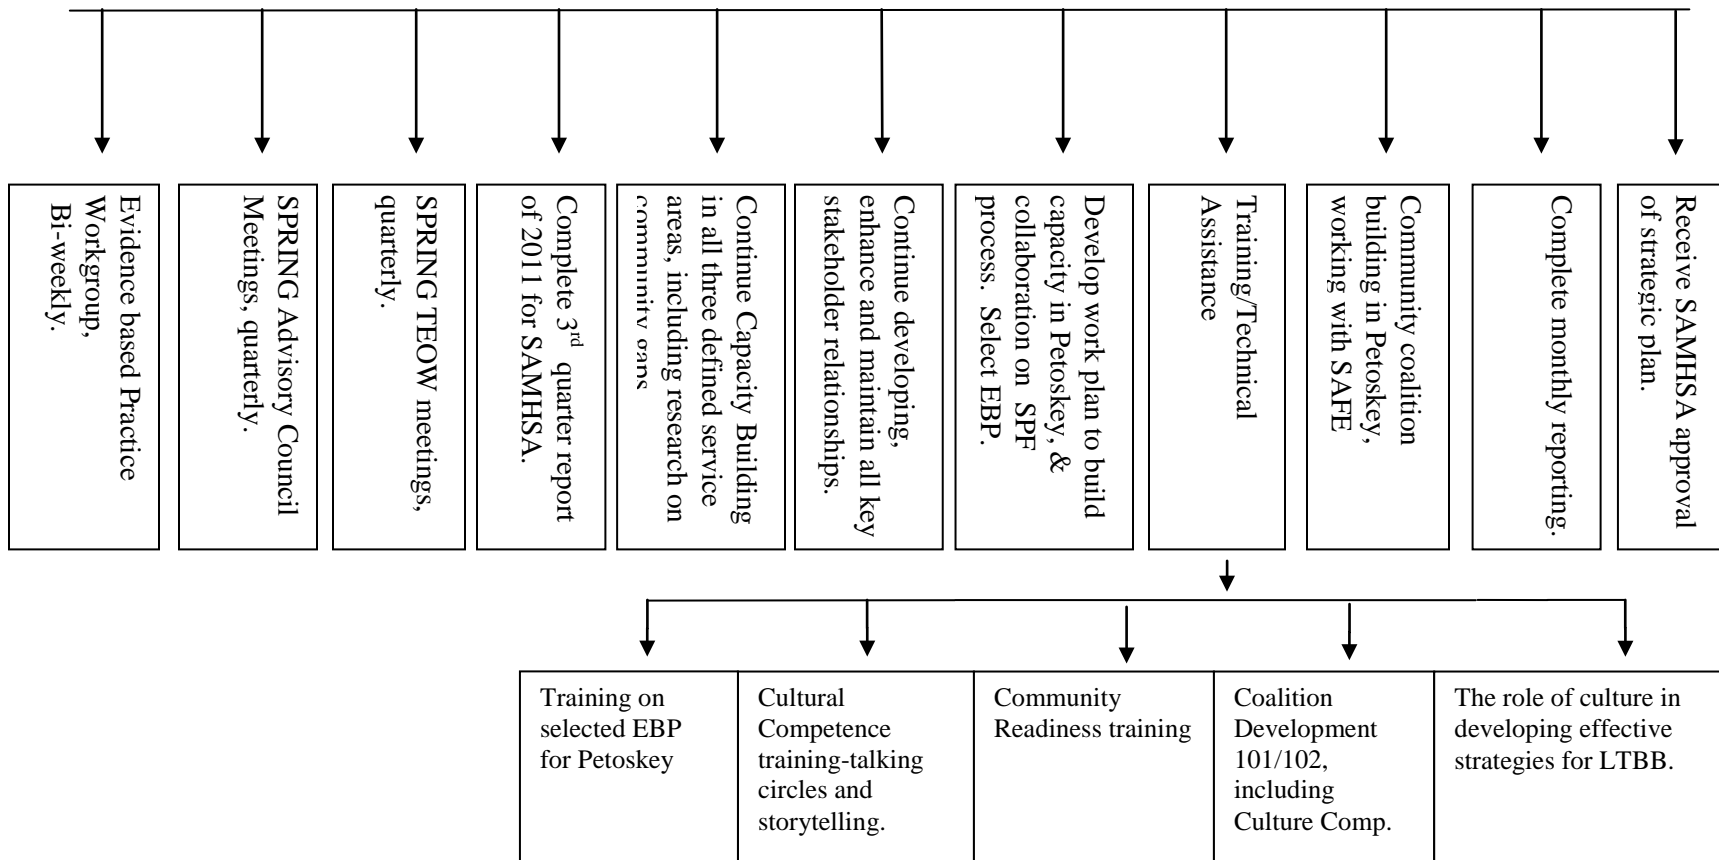 Evidence based Practice
Workgroup,
Bi-weekly.
SPRING Advisory Council
Meetings, quarterly.
SPRING TEOW meetings,
quarterly.
Complete 3rd quarter report
of 2011 for SAMHSA.
Continue Capacity Building
in all three defined service
areas, including research on
community gaps
Continue developing,
enhance and maintain all key
stakeholder relationships.
Develop work plan to build
capacity in Petoskey, &
collaboration on SPF
process. Select EBP.
Training/Technical
Assistance
Community coalition
building in Petoskey,
working with SAFE
Complete monthly reporting.
Receive SAMHSA approval
of strategic plan.
Training on
selected EBP
for Petoskey
Cultural
Competence
training-talking
circles and
storytelling.
Community
Readiness training
Coalition
Development
101/102,
including
Culture Comp.
The role of culture in
developing effective
strategies for LTBB.